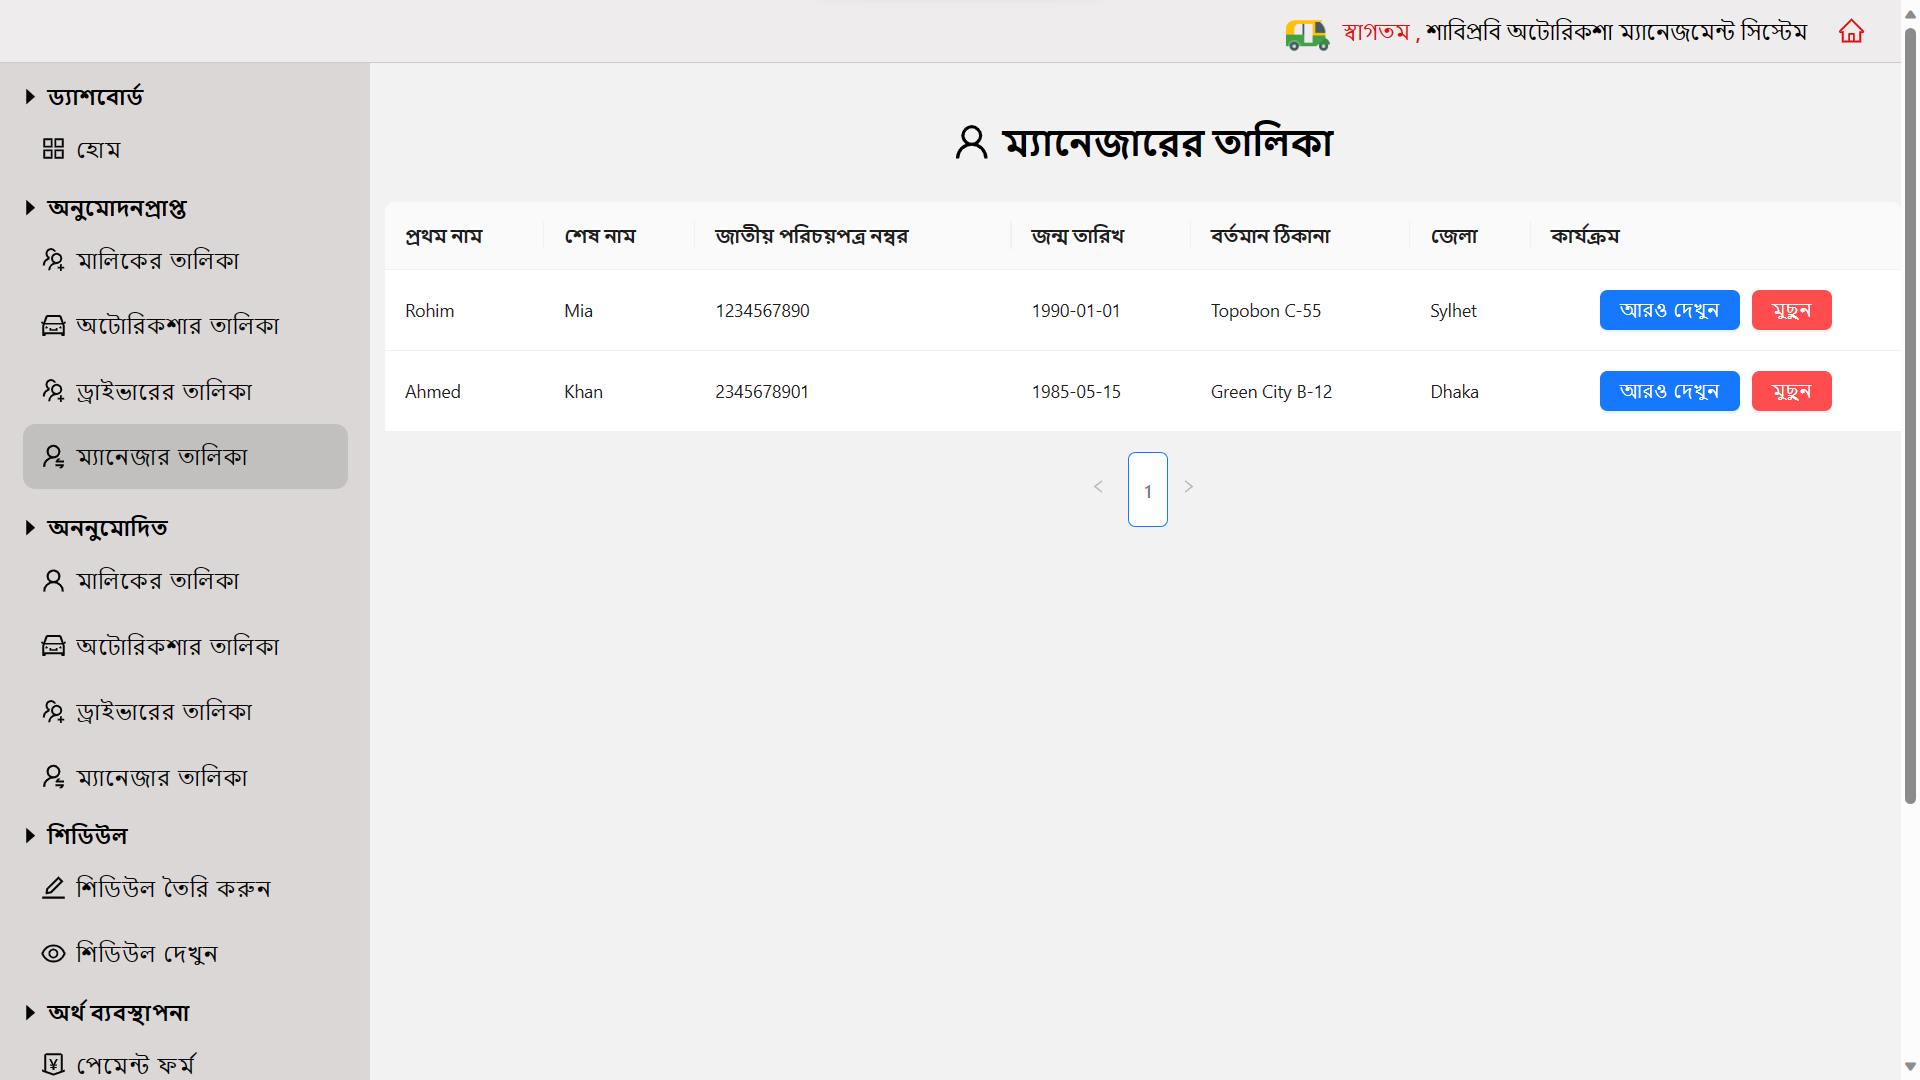 স্বাগতম , শাবিপ্রবি অটোরিকশা ম্যানেজমেন্ট সিস্টেম
ড্যাশবোর্ড
হোম
অনুমোদনপ্রাপ্ত
মালিকের তালিকা
অটোরিকশার তালিকা
ড্রাইভারের তালিকা
ম্যানেজার তালিকা
অননুমোদিত
মালিকের তালিকা
অটোরিকশার তালিকা
ড্রাইভারের তালিকা
ম্যানেজার তালিকা
শিডিউল
শিডিউল তৈরি করুন
শিডিউল দেখুন
অর্থ ব্যবস্থাপনা
পেমেন্ট ফর্ম
ম্যানেজারের তালিকা
প্রথম নাম শেষ নাম জাতীয় পরিচয়পত্র নম্বর জন্ম তারিখ বর্তমান ঠিকানা জেলা কার্যক্রম
Rohim Mia 1234567890 1990-01-01 Topobon C-55 Sylhet আরও দেখুন মুছুন
Ahmed Khan 2345678901 1985-05-15 Green City B-12 Dhaka আরও দেখুন মুছুন
< 1 >